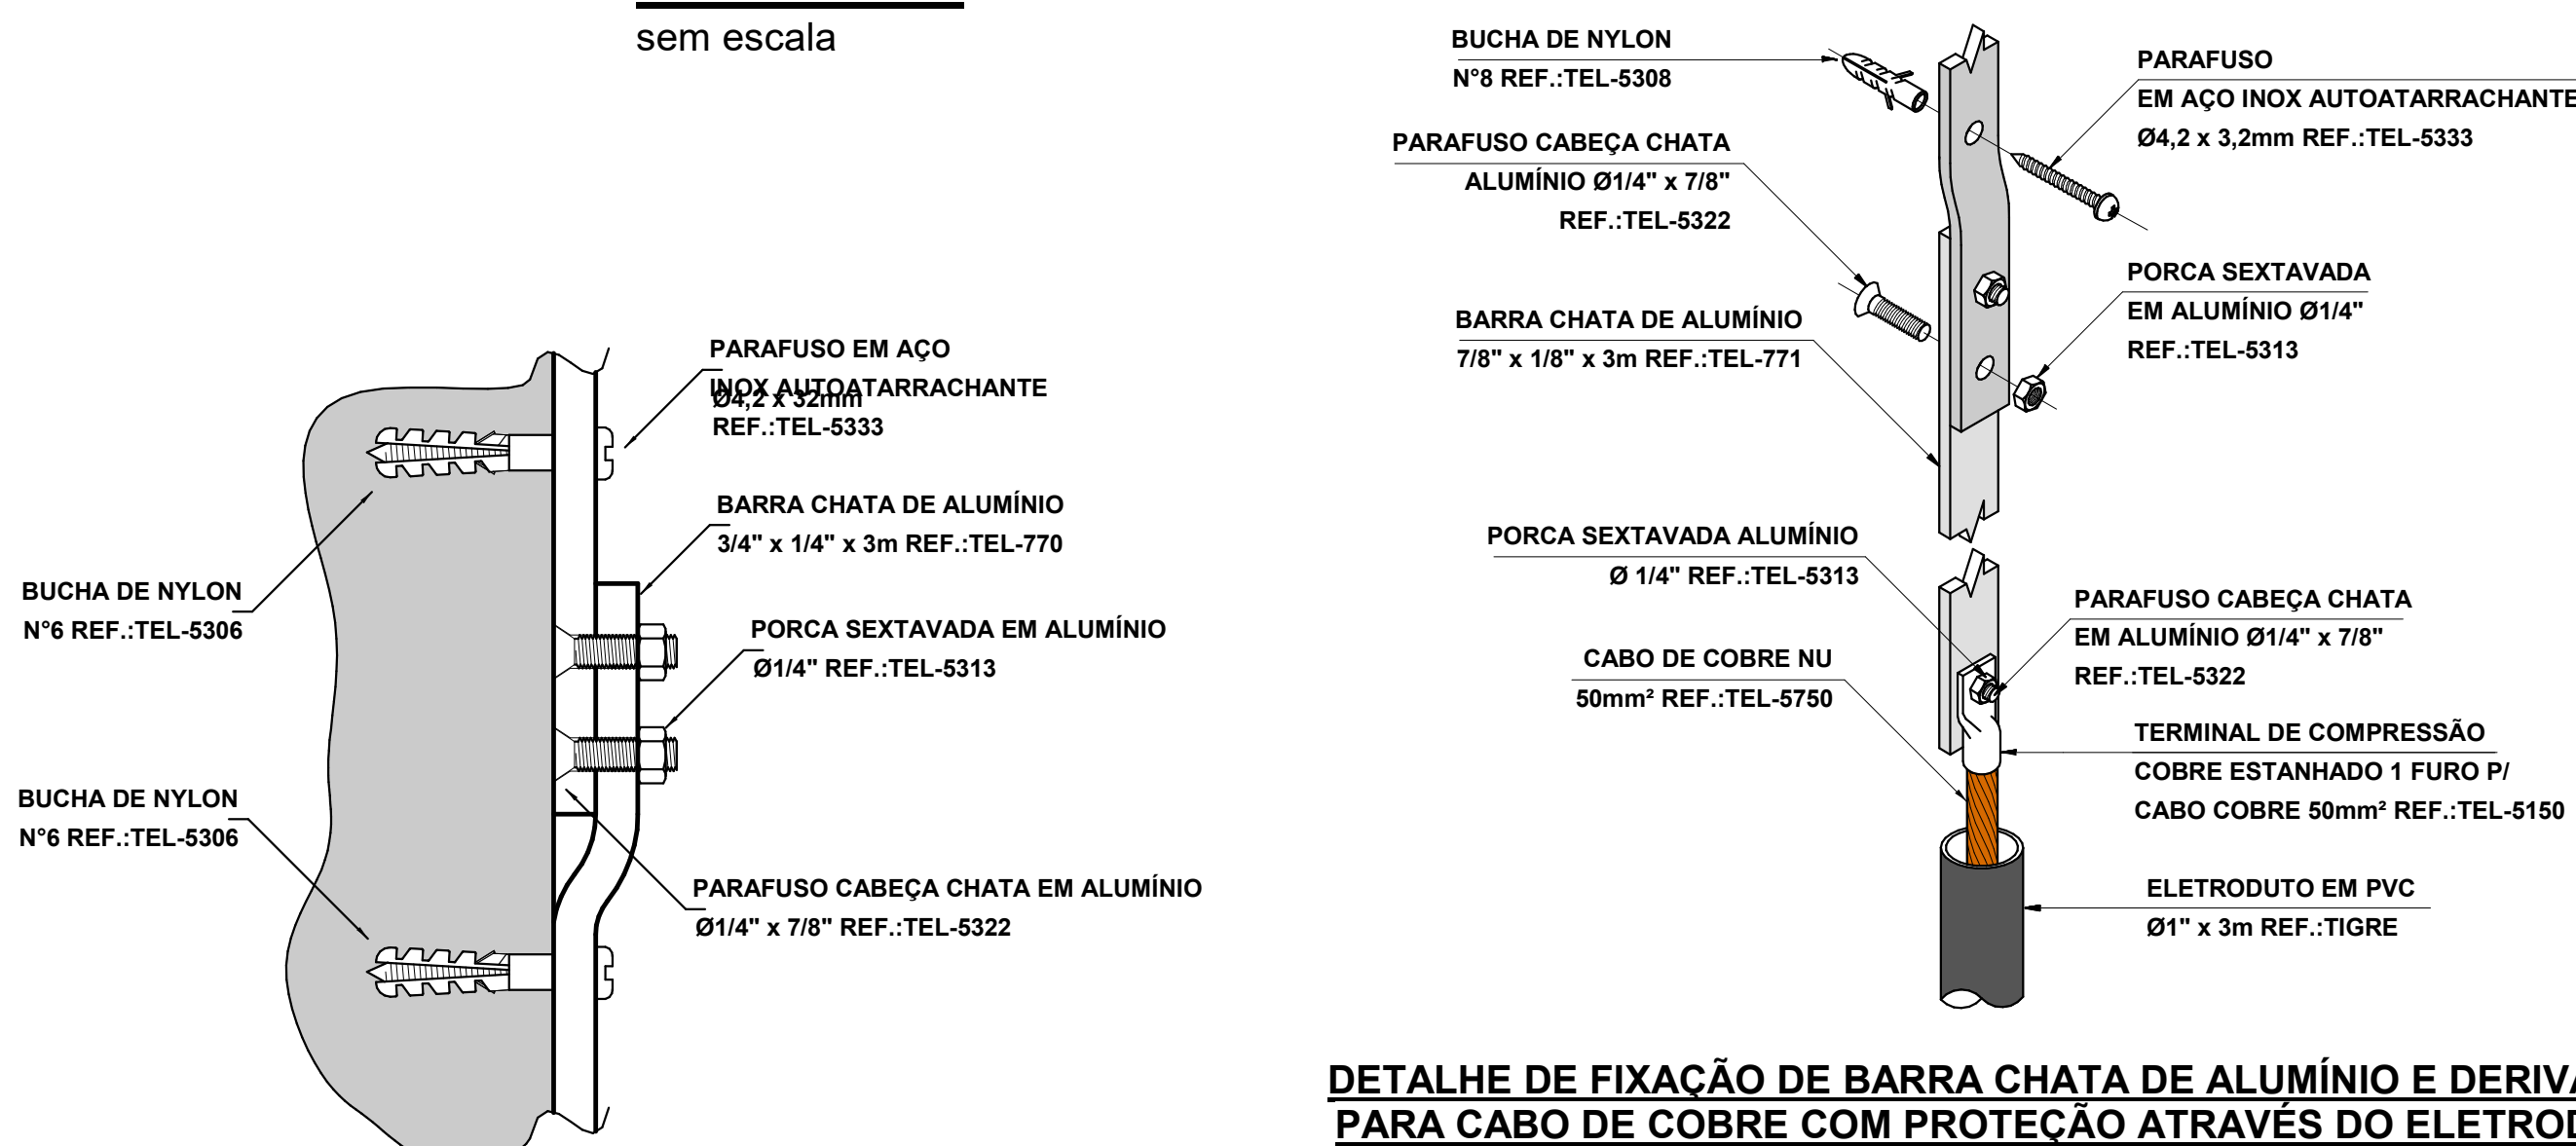 sem escala
PARAFUSO EM AÇO
INOX AUTOATARRACHANTE
Ø4,2 x 32mm
REF.:TEL-5333
BARRA CHATA DE ALUMÍNIO
3/4" x 1/4" x 3m REF.:TEL-770
BUCHA DE NYLON
N°6 REF.:TEL-5306
PORCA SEXTAVADA EM ALUMÍNIO
Ø1/4" REF.:TEL-5313
BUCHA DE NYLON
N°6 REF.:TEL-5306
PARAFUSO CABEÇA CHATA EM ALUMÍNIO
Ø1/4" x 7/8" REF.:TEL-5322
BUCHA DE NYLON
N°8 REF.:TEL-5308
PARAFUSO
EM AÇO INOX AUTOATARRACHANTE
Ø4,2 x 3,2mm REF.:TEL-5333
PARAFUSO CABEÇA CHATA
ALUMÍNIO Ø1/4" x 7/8"
REF.:TEL-5322
PORCA SEXTAVADA
EM ALUMÍNIO Ø1/4"
REF.:TEL-5313
BARRA CHATA DE ALUMÍNIO
7/8" x 1/8" x 3m REF.:TEL-771
PORCA SEXTAVADA ALUMÍNIO
Ø 1/4" REF.:TEL-5313
PARAFUSO CABEÇA CHATA
EM ALUMÍNIO Ø1/4" x 7/8"
REF.:TEL-5322
CABO DE COBRE NU
50mm² REF.:TEL-5750
TERMINAL DE COMPRESSÃO
COBRE ESTANHADO 1 FURO P/
CABO COBRE 50mm² REF.:TEL-5150
ELETRODUTO EM PVC
Ø1" x 3m REF.:TIGRE
DETALHE DE FIXAÇÃO DE BARRA CHATA DE ALUMÍNIO E
PARA CABO DE COBRE COM PROTEÇÃO ATRAVÉS DO